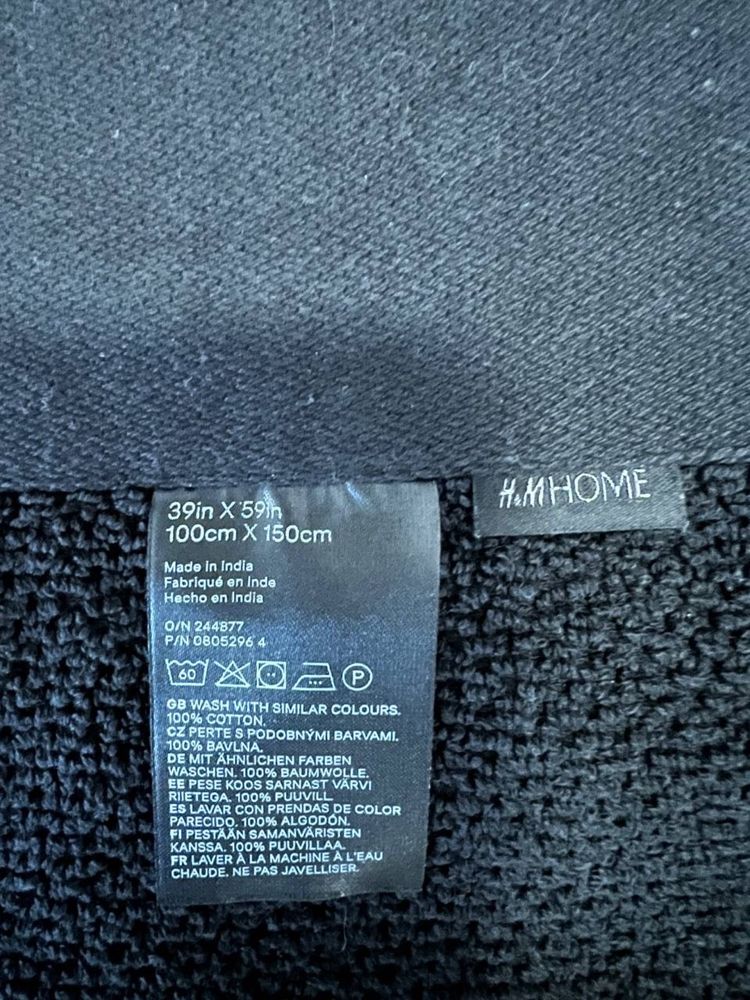 39in X 59in
100cm X 150cm
H&M HOME
Made in India
Fabriqué en Inde
Hecho en India
O/N 244877
P/N 0805296 4
60 P
GB WASH WITH SIMILAR COLOURS.
100% COTTON.
CZ PERTE S PODOBNÝMI BARVAMI.
100% BAVLNA.
DE MIT ÄHNLICHEN FARBEN
WASCHEN. 100% BAUMWOLLE.
EE PESE KOOS SARNAST VÄRVI
RIIETEGA. 100% PUUVILL
ES LAVAR CON PRENDAS DE COLOR
PARECIDO. 100% ALGODÓN.
FI PESTÄÄN SAMANVÄRISTEN
KANSSA. 100% PUUVILLAA.
FR LAVER À LA MACHINE À L'EAU
CHAUDE. NE PAS JAVELLISER.